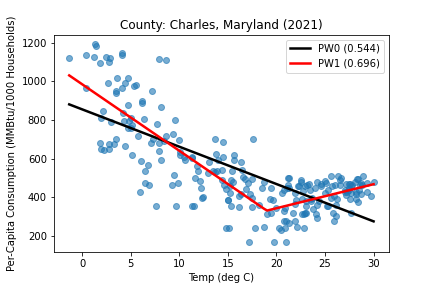 County: Charles, Maryland (2021)
Per-Capita Consumption (MMBtu/1000 Households)
1200
1000
800
600
400
200
PW0 (0.544)
PW1 (0.696)
0 5 10 15 20 25 30
Temp (deg C)